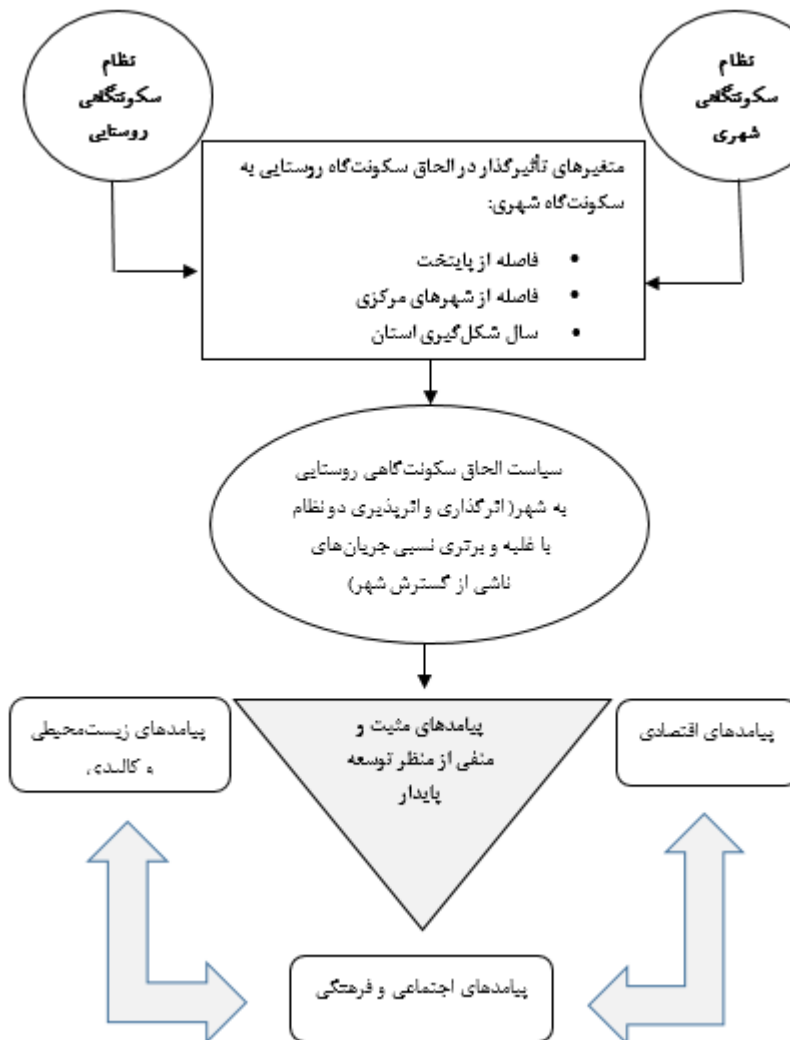 نظام
سکونتگاهی
شهری
نظام
سکونتگاهی
روستایی
متغیرهای تأثیرگذار در الحاق سکونت‌گاه روستایی به
سکونت‌گاه شهری:
• فاصله از پایتخت
• فاصله از شهرهای مرکزی
• سال شکل‌گیری استان
سیاست الحاق سکونت‌گاهی روستایی
به شهر( اثرگذاری و اثرپذیری دو نظام
با غلبه و برتری نسبی جریان‌های
ناشی از گسترش شهر)
پیامدهای اقتصادی
پیامدهای مثبت و
منفی از منظر توسعه
پایدار
پیامدهای زیست‌محیطی
و کالبدی
پیامدهای اجتماعی و فرهنگی